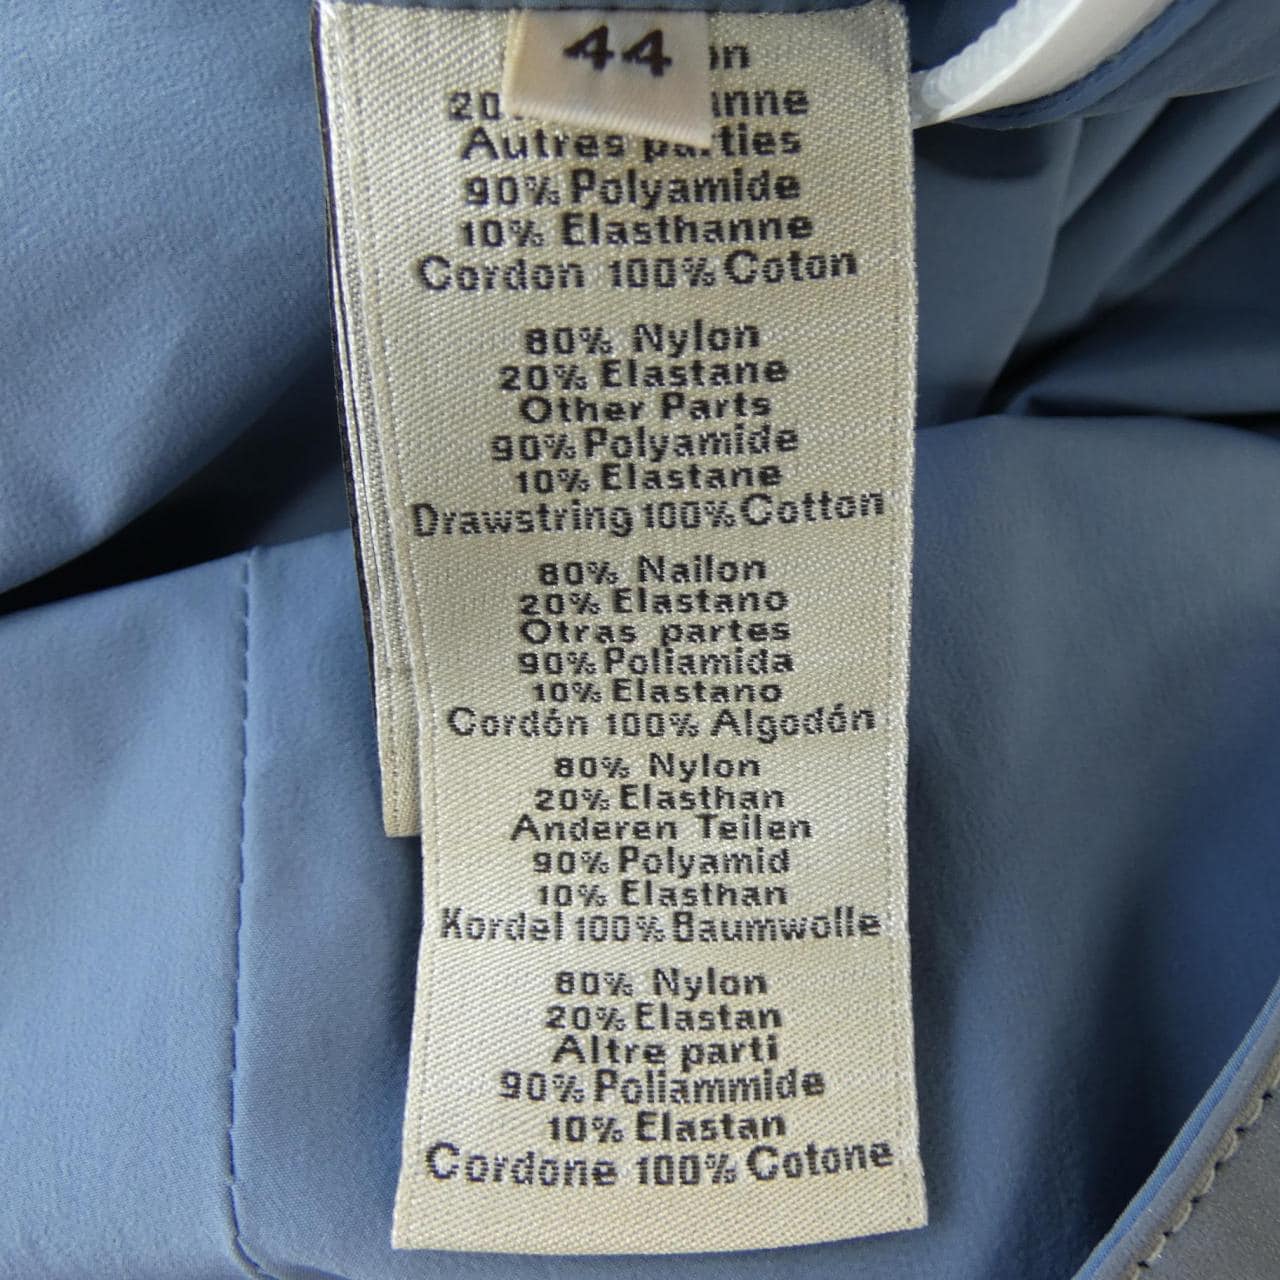 44
20
Autres parties
90% Polyamide
10% Elasthanne
Cordon 100% Coton
80% Nylon
20% Elastane
Other Parts
90% Polyamide
10% Elastane
Drawstring 100% Cotton
80% Nailon
20% Elastano
Otras partes
90% Poliamida
10% Elastano
Cordón 100% Algodón
80% Nylon
20% Elasthan
Anderen Teilen
90% Polyamid
10% Elasthan
Kordel 100% Baumwolle
80% Nylon
20% Elastan
Altre parti
90% Poliammide
10% Elastan
Cordone 100% Cotone